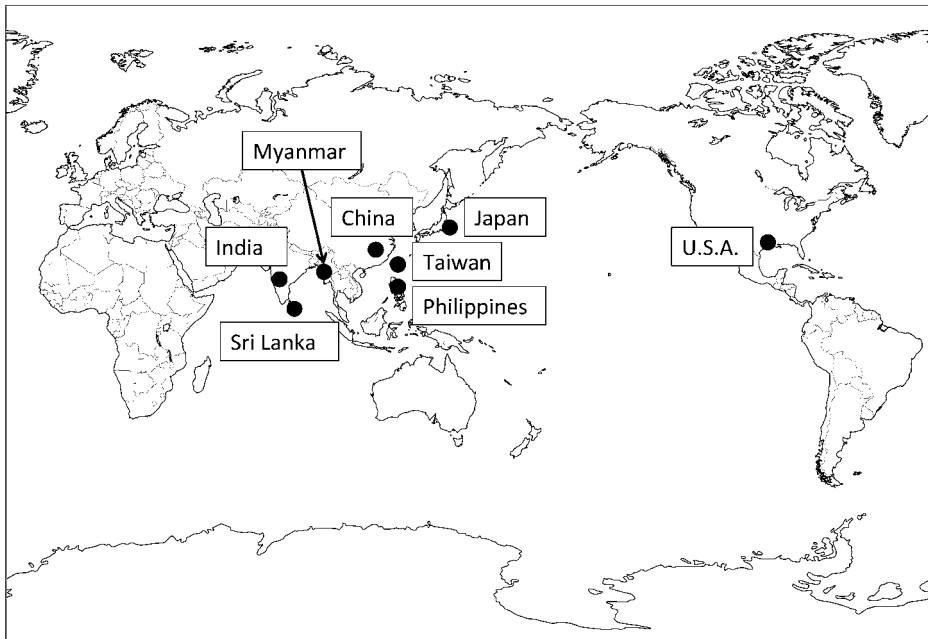 Myanmar
China
Japan
India
U.S.A.
Taiwan
Philippines
Sri Lanka